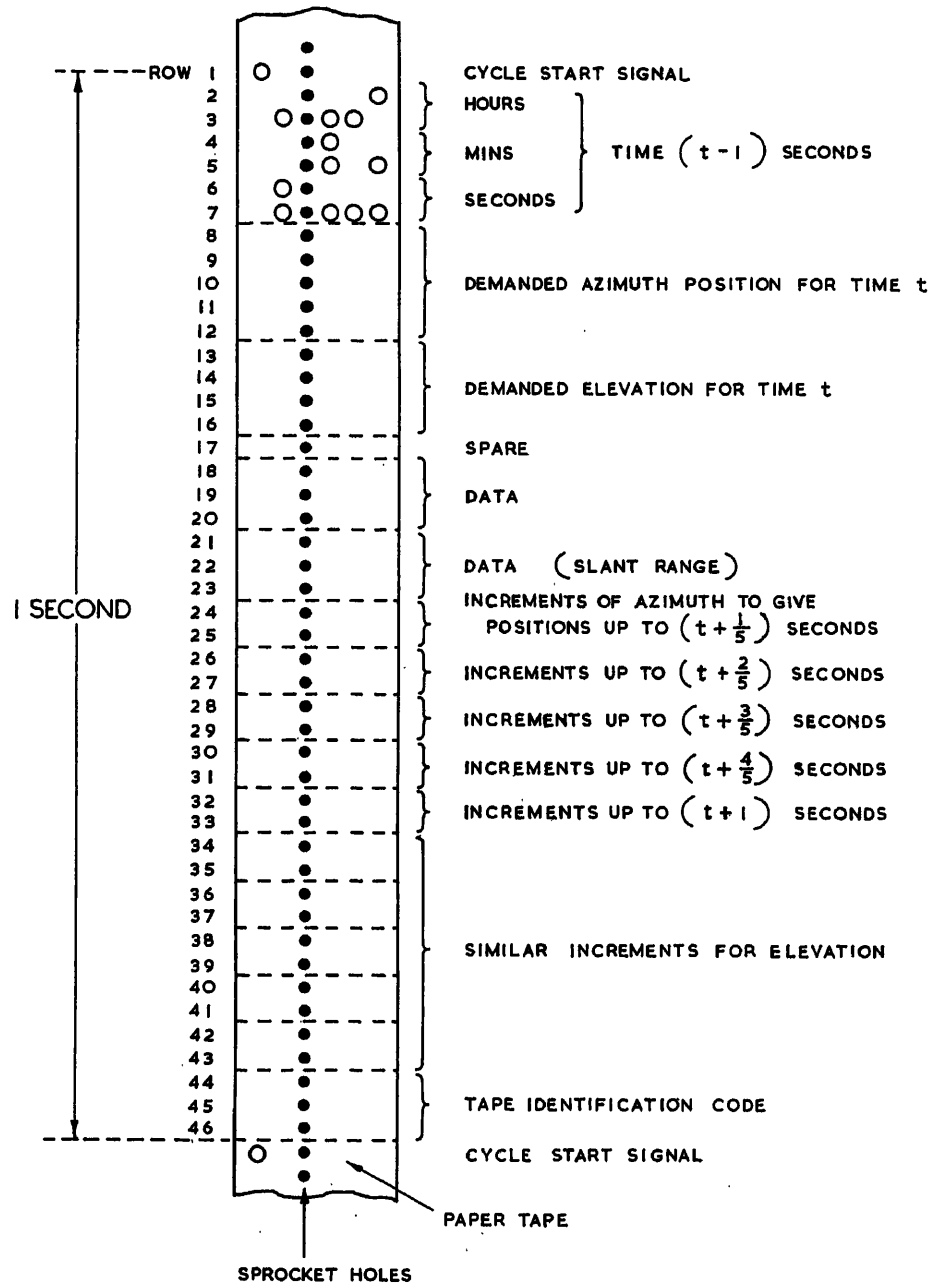 ROW 1 CYCLE START SIGNAL
2
HOURS
3
4
MINS TIME (t-1) SECONDS
5
6
SECONDS
7
8
9
10 DEMANDED AZIMUTH POSITION FOR TIME t
11
12
13
14
DEMANDED ELEVATION FOR TIME t
15
16
17 SPARE
18
19 DATA
20
21
22 DATA (SLANT RANGE)
23
1 SECOND
INCREMENTS OF AZIMUTH TO GIVE
24
POSITIONS UP TO (t+1/5) SECONDS
25
26
INCREMENTS UP TO (t+2/5) SECONDS
27
28
INCREMENTS UP TO (t+3/5) SECONDS
29
30
INCREMENTS UP TO (t+4/5) SECONDS
31
32
INCREMENTS UP TO (t+1) SECONDS
33
34
35
36
37
38
SIMILAR INCREMENTS FOR ELEVATION
39
40
41
42
43
44
45 TAPE IDENTIFICATION CODE
46
CYCLE START SIGNAL
PAPER TAPE
SPROCKET HOLES